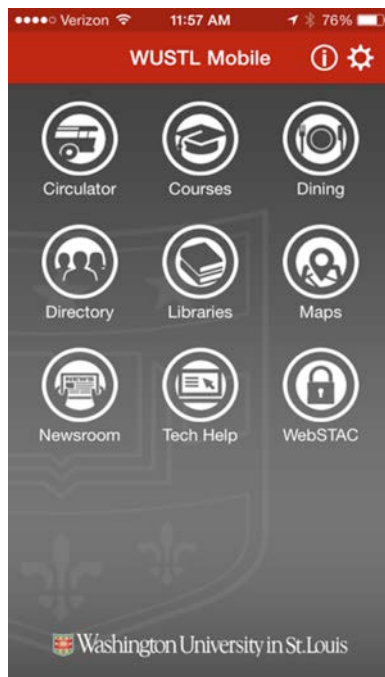 Verizon 11:57 AM 76%
WUSTL Mobile
Circulator Courses Dining
Directory Libraries Maps
NEWS
Newsroom Tech Help WebSTAC
Washington University in St. Louis